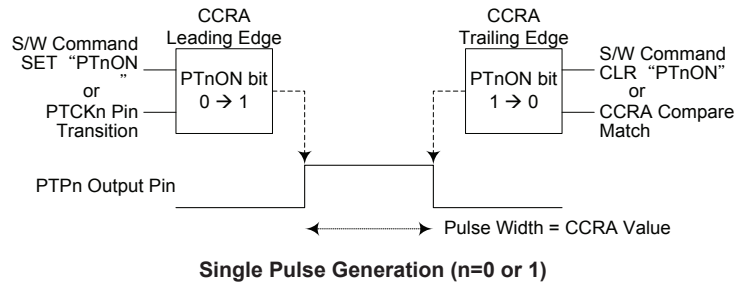 CCRA
Leading Edge
S/W Command
SET “PTnON
”
or
PTCKn Pin
Transition
PTnON bit
0 → 1
CCRA
Trailing Edge
PTnON bit
1 → 0
S/W Command
CLR “PTnON”
or
CCRA Compare
Match
PTPn Output Pin
Pulse Width = CCRA Value
Single Pulse Generation (n=0 or 1)